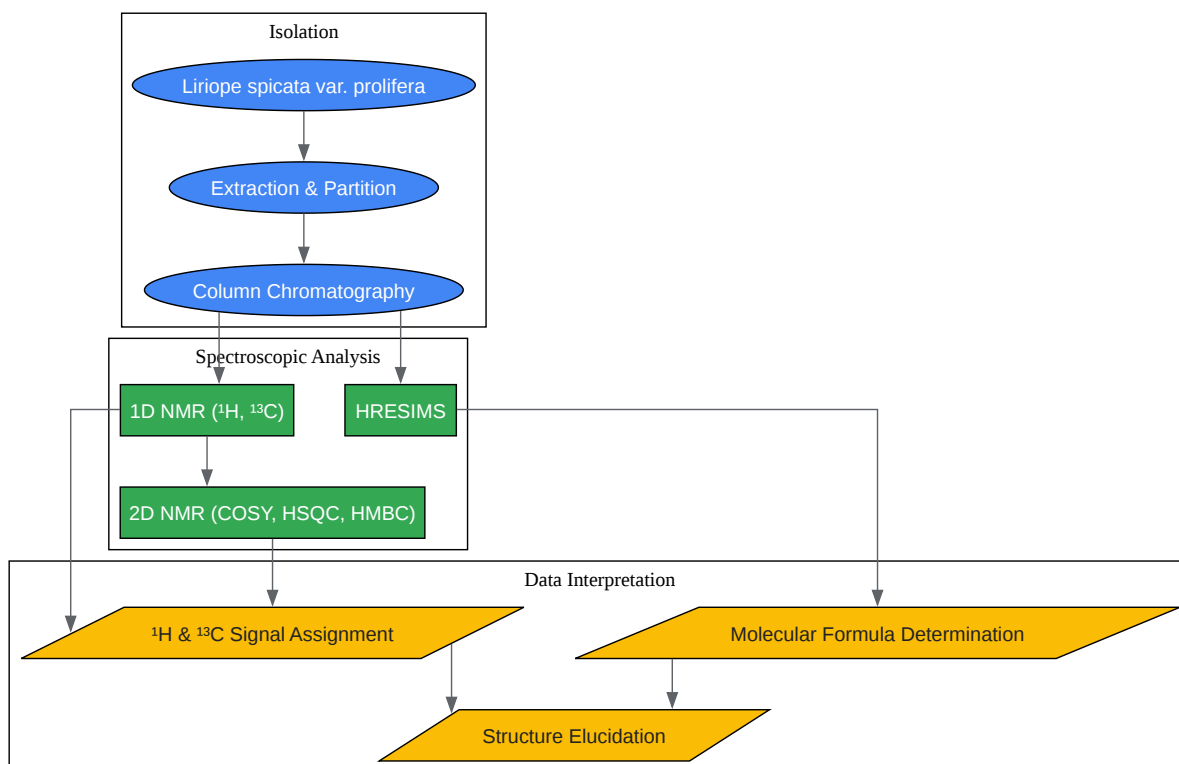 Isolation
Liriope spicata var. prolifera
Extraction & Partition
Column Chromatography
Spectroscopic Analysis
1D NMR (¹H, ¹³C)
HRESIMS
2D NMR (COSY, HSQC, HMBC)
Data Interpretation
¹H & ¹³C Signal Assignment
Molecular Formula Determination
Structure Elucidation